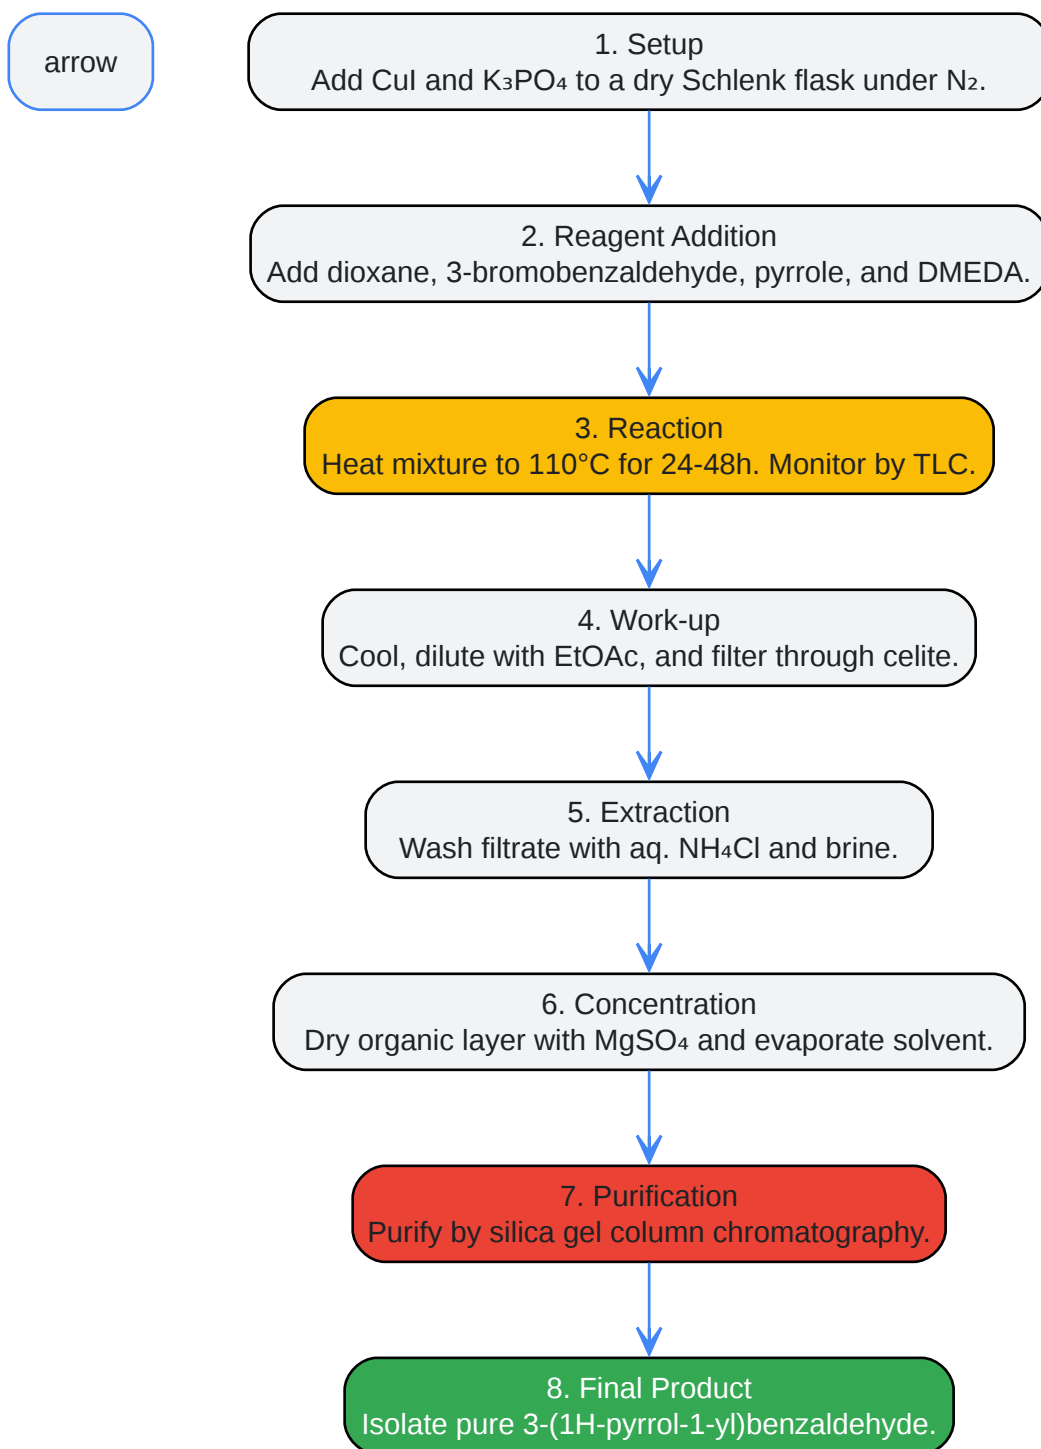 arrow
1. Setup
Add CuI and K₃PO₄ to a dry Schlenk flask under N₂.
2. Reagent Addition
Add dioxane, 3-bromobenzaldehyde, pyrrole, and DMEDA.
3. Reaction
Heat mixture to 110°C for 24-48h. Monitor by TLC.
4. Work-up
Cool, dilute with EtOAc, and filter through celite.
5. Extraction
Wash filtrate with aq. NH₄Cl and brine.
6. Concentration
Dry organic layer with MgSO₄ and evaporate solvent.
7. Purification
Purify by silica gel column chromatography.
8. Final Product
Isolate pure 3-(1H-pyrrol-1-yl)benzaldehyde.